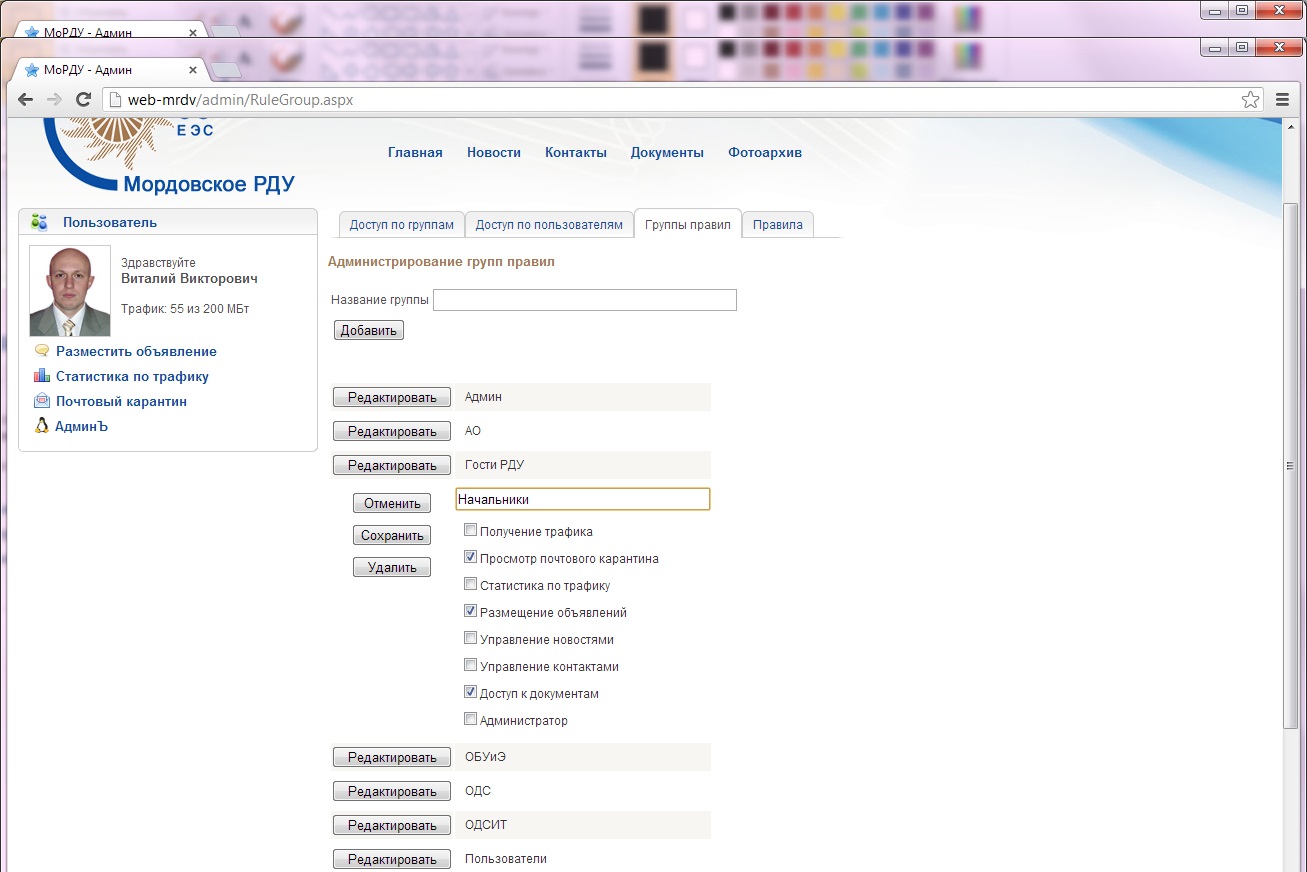 МоРДУ - Админ
МоРДУ - Админ
web-mrdv/admin/RuleGroup.aspx
ЕЭС
Мордовское РДУ
Главная Новости Контакты Документы Фотоархив
Пользователь
Здравствуйте
Виталий Викторович
Трафик: 55 из 200 МБт
Разместить объявление
Статистика по трафику
Почтовый карантин
АдминЪ
Доступ по группам Доступ по пользователям Группы правил Правила
Администрирование групп правил
Название группы
Добавить
Редактировать Админ
Редактировать АО
Редактировать Гости РДУ
Отменить Начальники
Сохранить
Удалить
Получение трафика
Просмотр почтового карантина
Статистика по трафику
Размещение объявлений
Управление новостями
Управление контактами
Доступ к документам
Администратор
Редактировать ОБУиЭ
Редактировать ОДС
Редактировать ОДСИТ
Редактировать Пользователи